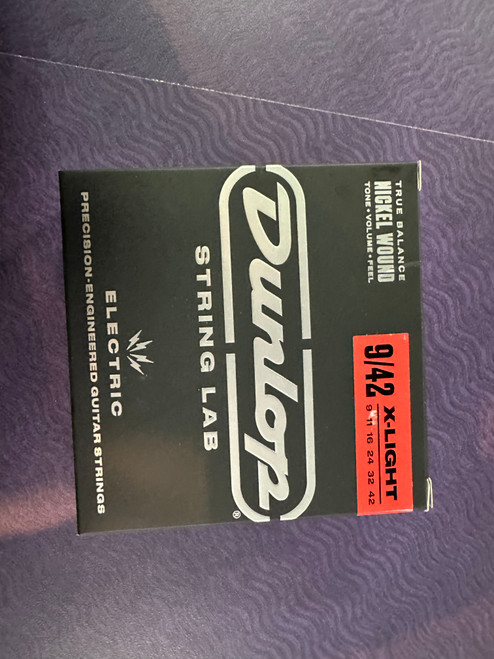 TRUE BALANCE
NICKEL WOUND
TONE • VOLUME • FEEL
9/42 X-LIGHT
9 11 16 24 32 42
Dunlop®
STRING LAB
ELECTRIC
PRECISION-ENGINEERED GUITAR STRINGS